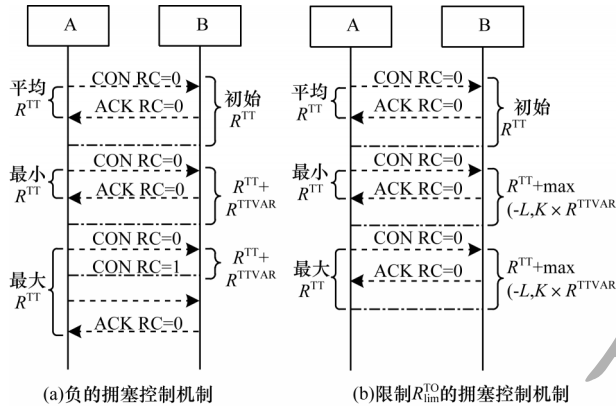 A
B
CON RC=0
平均
R^TT
ACK RC=0
初始
R^TT
CON RC=0
最小
R^TT
ACK RC=0
R^TT+
R^TTVAR
CON RC=0
CON RC=1
R^TT+
R^TTVAR
最大
R^TT
ACK RC=0
(a)负的拥塞控制机制
A
B
CON RC=0
平均
R^TT
ACK RC=0
初始
R^TT
CON RC=0
最小
R^TT
ACK RC=0
R^TT+max
(-L,K×R^TTVAR
CON RC=0
最大
R^TT
ACK RC=0
R^TT+max
(-L,K×R^TTVAR
(b)限制R_lim^TO的拥塞控制机制